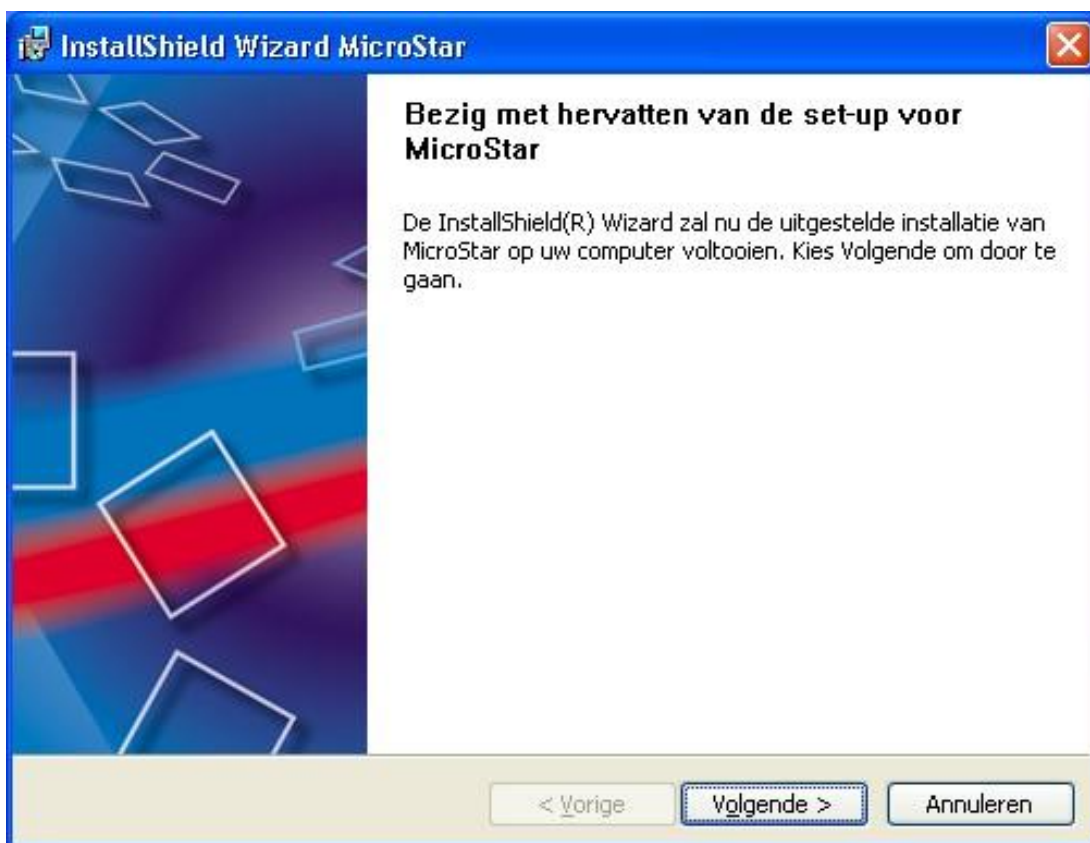 InstallShield Wizard MicroStar
Bezig met hervatten van de set-up voor
MicroStar
De InstallShield(R) Wizard zal nu de uitgestelde installatie van
MicroStar op uw computer voltooien. Kies Volgende om door te
gaan.
< Vorige
Volgende >
Annuleren